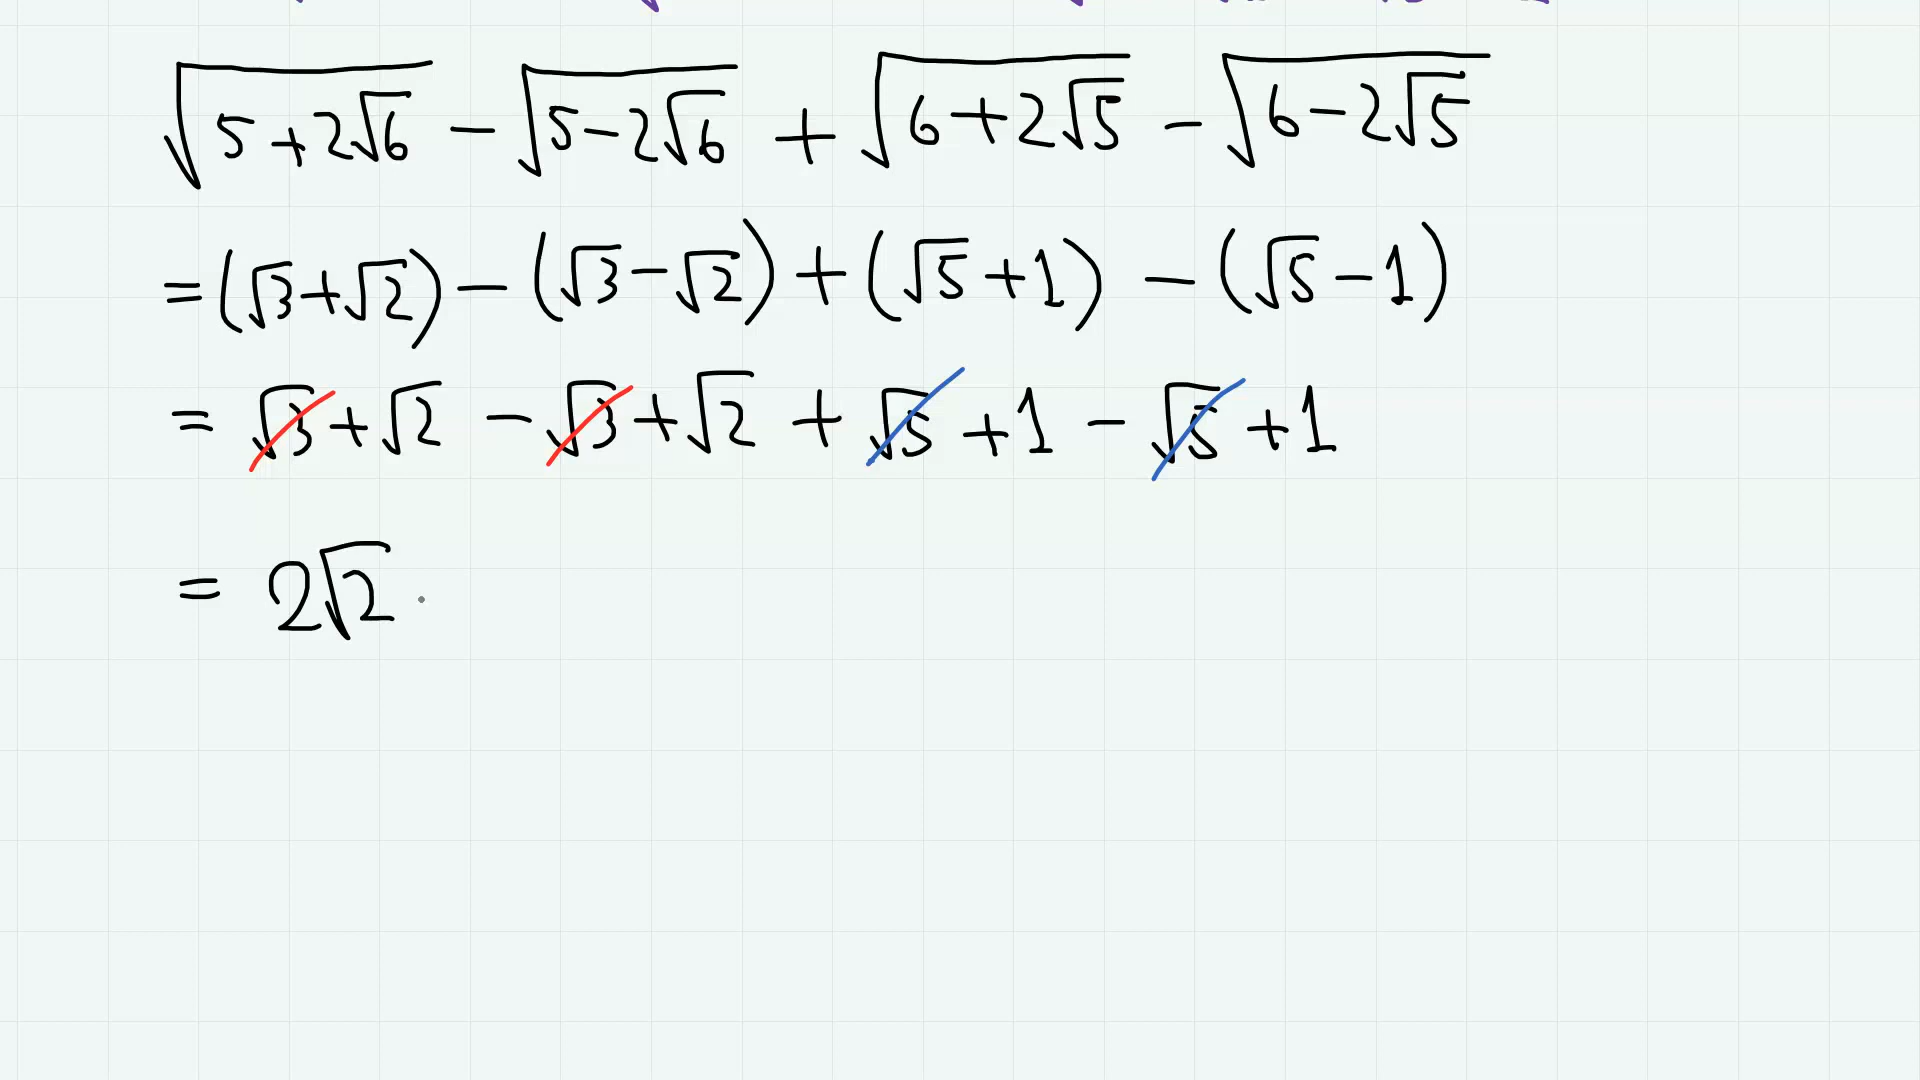 √(5+2√6) − √(5−2√6) + √(6+2√5) − √(6−2√5)
= (√3+√2) − (√3−√2) + (√5+1) − (√5−1)
= √3+√2 − √3+√2 + √5+1 − √5+1
= 2√2